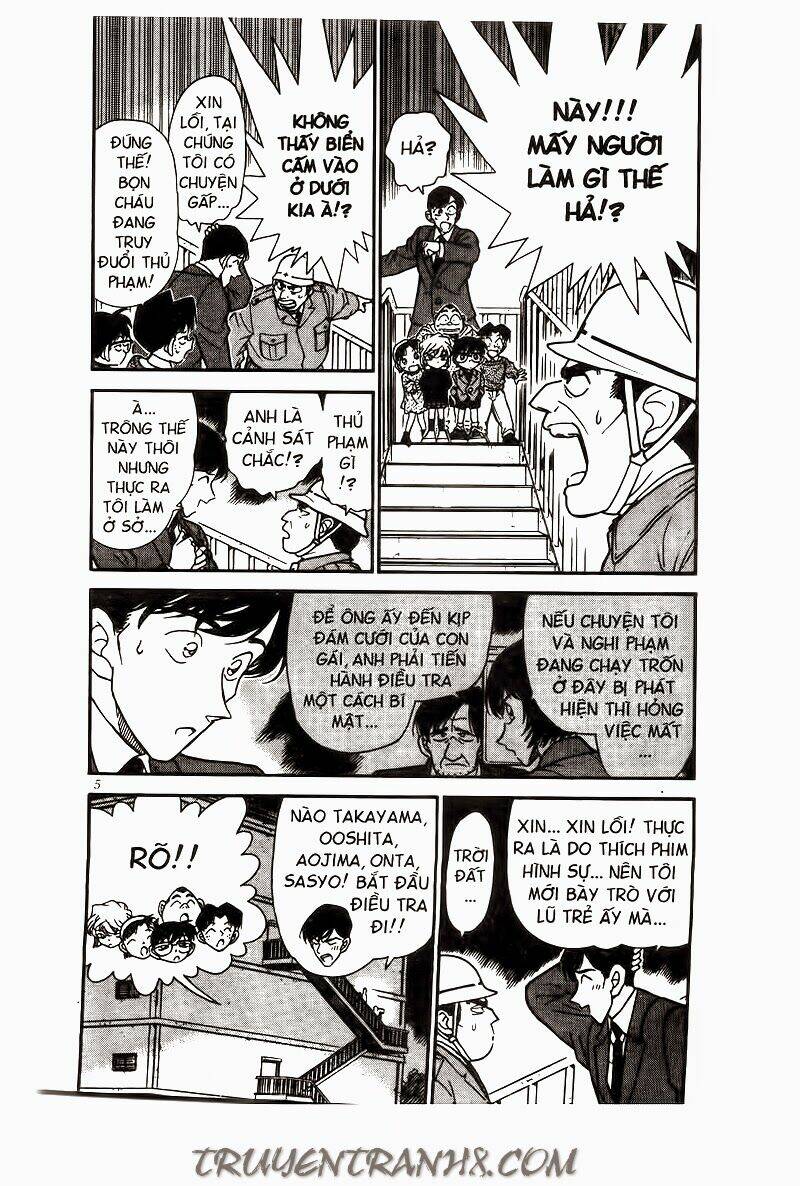 NÀY!!!
MẤY NGƯỜI
LÀM GÌ THẾ
HẢ!?
HẢ?
KHÔNG
THẤY BIỂN
CẤM VÀO
Ở DƯỚI
KIA À!?
XIN
LỖI, TẠI
CHÚNG
TÔI CÓ
CHUYỆN
GẤP...
ĐÚNG
THẾ!
BỌN
CHÁU
ĐANG
TRUY
ĐUỔI THỦ
PHẠM!
THỦ
PHẠM
GÌ
!?
ANH LÀ
CẢNH SÁT
CHẮC!?
À...
TRÔNG THẾ
NÀY THÔI
NHƯNG
THỰC RA
TÔI LÀM
Ở SỞ...
NẾU CHUYỆN TÔI
VÀ NGHI PHẠM
ĐANG CHẠY TRỐN
Ở ĐÂY BỊ PHÁT
HIỆN THÌ HỎNG
VIỆC MẤT
...
ĐỂ ÔNG ẤY ĐẾN KỊP
ĐÁM CƯỚI CỦA CON
GÁI, ANH PHẢI TIẾN
HÀNH ĐIỀU TRA
MỘT CÁCH BÍ
MẬT...
5
XIN... XIN LỖI! THỰC
RA LÀ DO THÍCH PHIM
HÌNH SỰ... NÊN TÔI
MỚI BÀY TRÒ VỚI
LŨ TRẺ ẤY MÀ...
TRỜI
ĐẤT
...
NÀO TAKAYAMA,
OOSHITA,
AOJIMA, ONTA,
SASYO! BẮT ĐẦU
ĐIỀU TRA
ĐI!!
RÕ!!
TRUYENTRANH8.COM